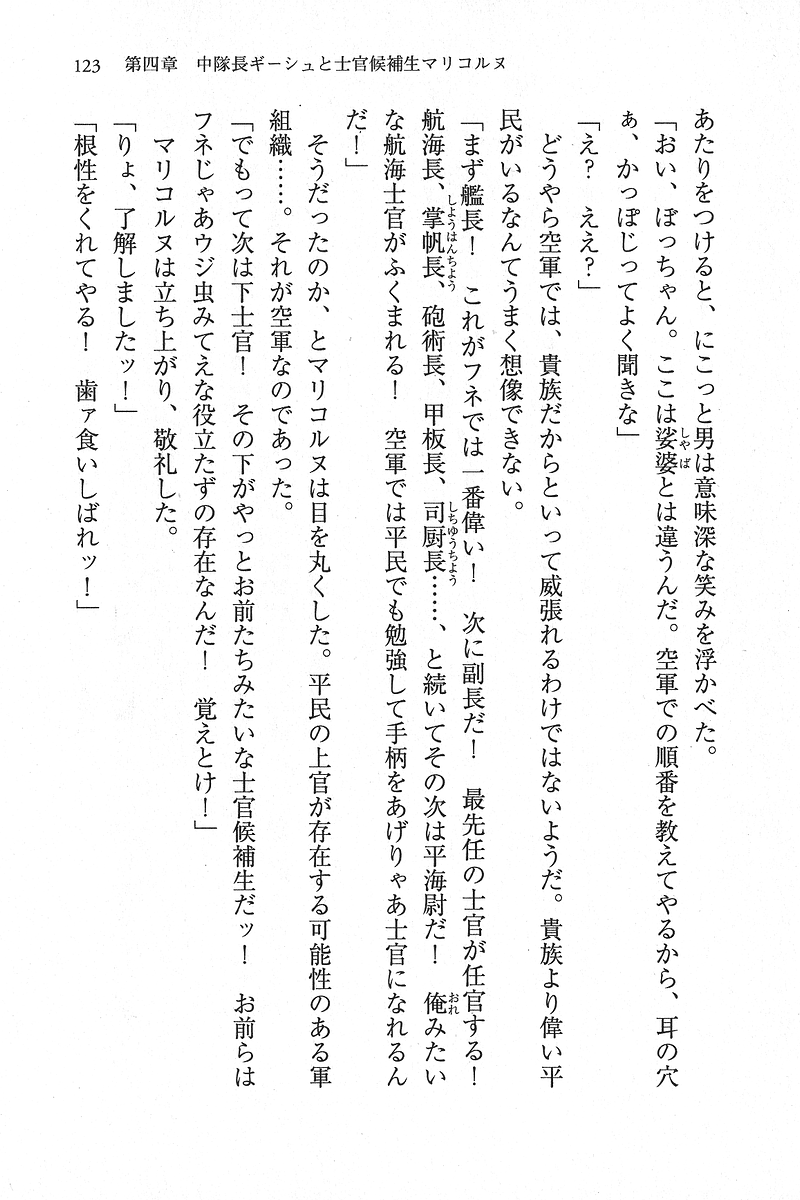 123　第四章　中隊長ギーシュと士官候補生マリコルヌ
あたりをつけると、にこっと男は意味深な笑みを浮かべた。
「おい、ぼっちゃん。ここは娑婆とは違うんだ。空軍での順番を教えてやるから、耳の穴
ぁ、かっぽじってよく聞きな」
「え？　ええ？」
　どうやら空軍では、貴族だからといって威張れるわけではないようだ。貴族より偉い平
民がいるなんてうまく想像できない。
「まず艦長！　これがフネでは一番偉い！　次に副長だ！　最先任の士官が任官する！
航海長、掌帆長、砲術長、甲板長、司厨長……、と続いてその次は平海尉だ！　俺みたい
な航海士官がふくまれる！　空軍では平民でも勉強して手柄をあげりゃあ士官になれるん
だ！」
　そうだったのか、とマリコルヌは目を丸くした。平民の上官が存在する可能性のある軍
組織……。それが空軍なのであった。
「でもって次は下士官！　その下がやっとお前たちみたいな士官候補生だッ！　お前らは
フネじゃあウジ虫みてえな役立たずの存在なんだ！　覚えとけ！」
　マリコルヌは立ち上がり、敬礼した。
「りょ、了解しましたッ！」
「根性をくれてやる！　歯ァ食いしばれッ！」